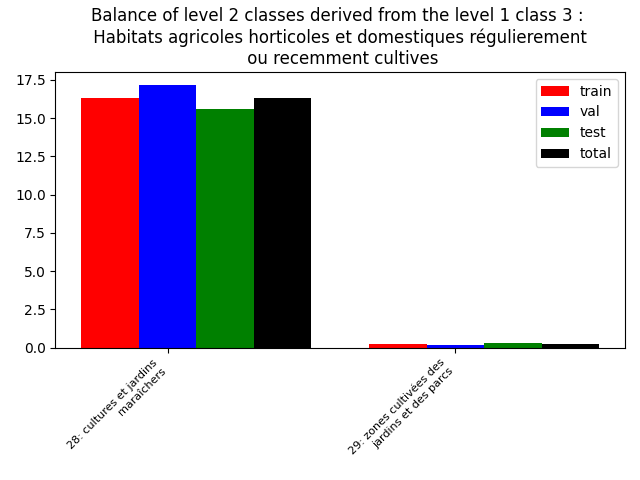 Balance of level 2 classes derived from the level 1 class 3 :
Habitats agricoles horticoles et domestiques régulierement
ou recemment cultives
17.5
15.0
12.5
10.0
7.5
5.0
2.5
0.0
train
val
test
total
28: cultures et jardins
maraîchers
29: zones cultivées des
jardins et des parcs